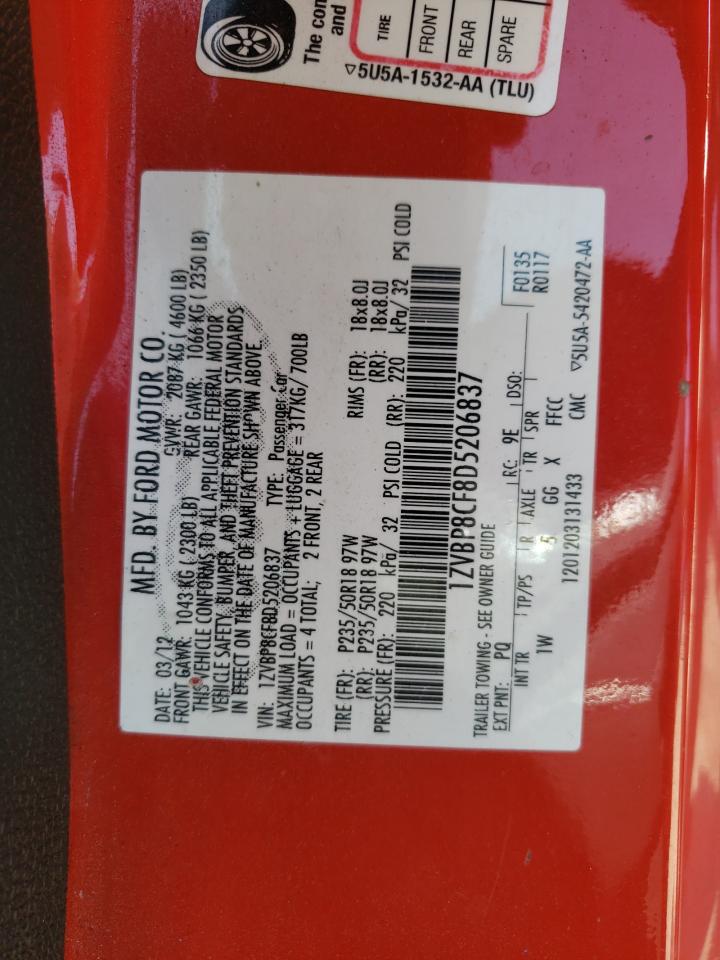 The con
and
TIRE
FRONT
REAR
SPARE
▽5U5A-1532-AA (TLU)
MFD. BY FORD MOTOR CO.
DATE: 03/12 GVWR: 2087 KG ( 4600 LB)
FRONT GAWR: 1043 KG ( 2300 LB) REAR GAWR: 1066 KG ( 2350 LB)
THIS VEHICLE CONFORMS TO ALL APPLICABLE FEDERAL MOTOR
VEHICLE SAFETY, BUMPER, AND THEFT PREVENTION STANDARDS
IN EFFECT ON THE DATE OF MANUFACTURE SHOWN ABOVE.
VIN: 1ZVBP8CF8D5206837 TYPE: Passenger Car
MAXIMUM LOAD = OCCUPANTS + LUGGAGE = 317KG/ 700LB
OCCUPANTS = 4 TOTAL; 2 FRONT, 2 REAR
TIRE (FR): P235/50R18 97W RIMS (FR): 18x8.0J
(RR): P235/50R18 97W (RR): 18x8.0J
PRESSURE (FR): 220 kPa/ 32 PSI COLD (RR): 220 kPa/ 32 PSI COLD
1ZVBP8CF8D5206837
TRAILER TOWING - SEE OWNER GUIDE
EXT PNT: PQ RC: 9E DSO: F0135
R0117
INT TR TP/PS R AXLE TR SPR
1W 5 GG X FFCC
1201203131433 CMC
▽5U5A-5420472-AA